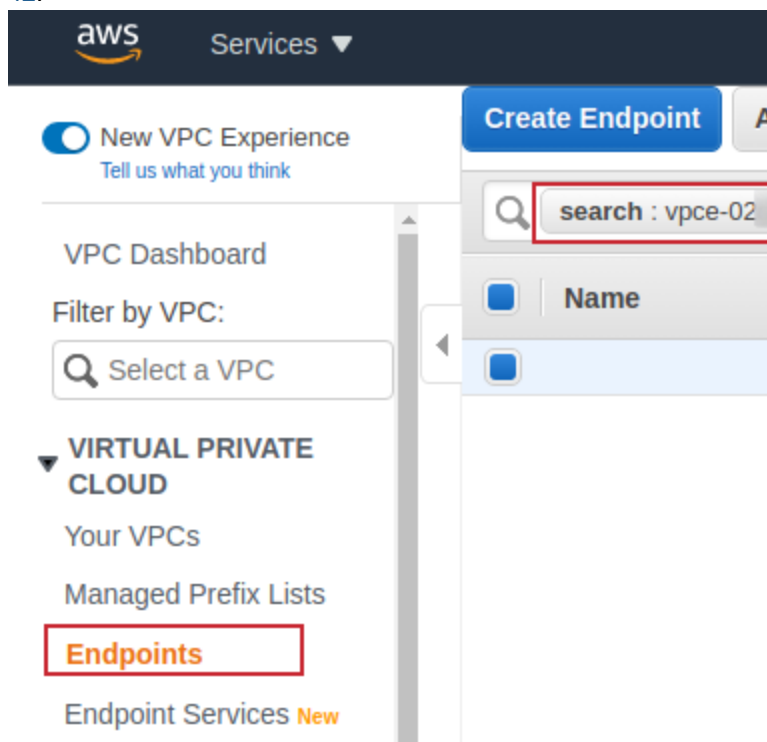 aws
Services
New VPC Experience
Tell us what you think
VPC Dashboard
Filter by VPC:
Select a VPC
VIRTUAL PRIVATE
CLOUD
Your VPCs
Managed Prefix Lists
Endpoints
Endpoint Services New
Create Endpoint
search : vpce-02
Name